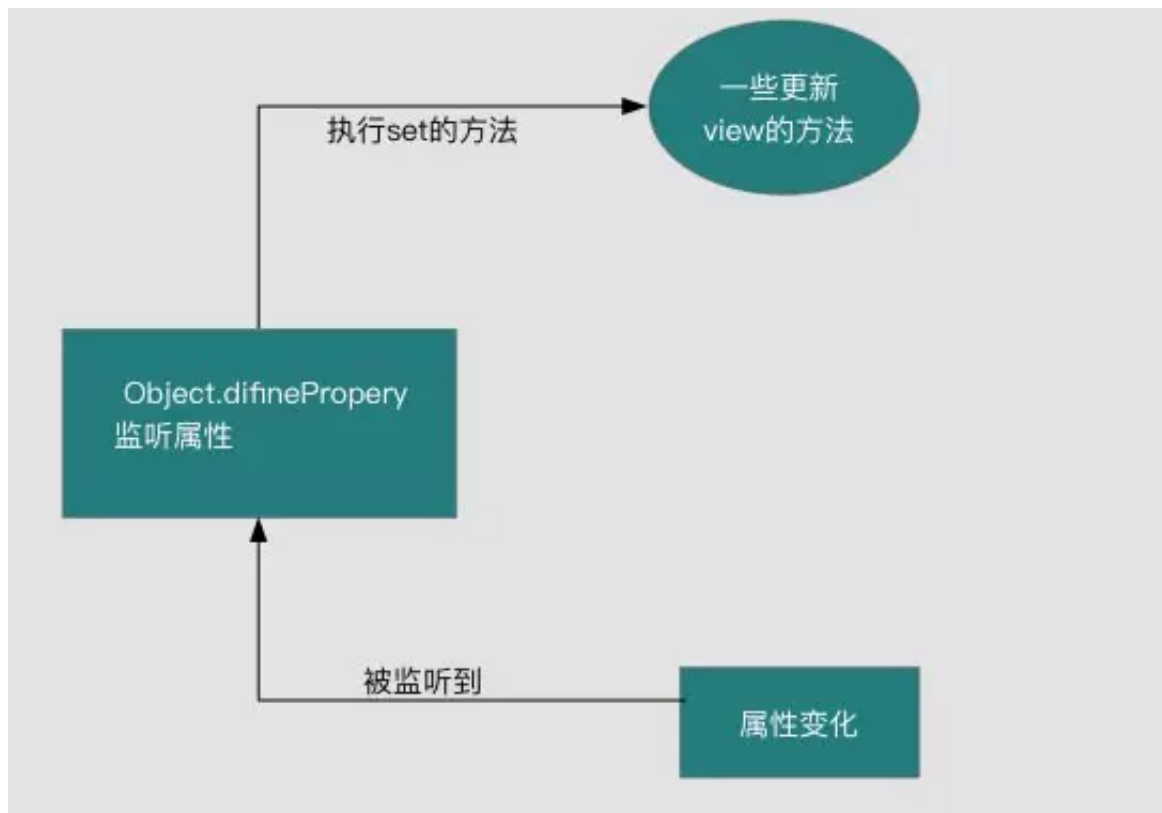 一些更新
view的方法
执行set的方法
Object.difinePropery
监听属性
被监听到
属性变化